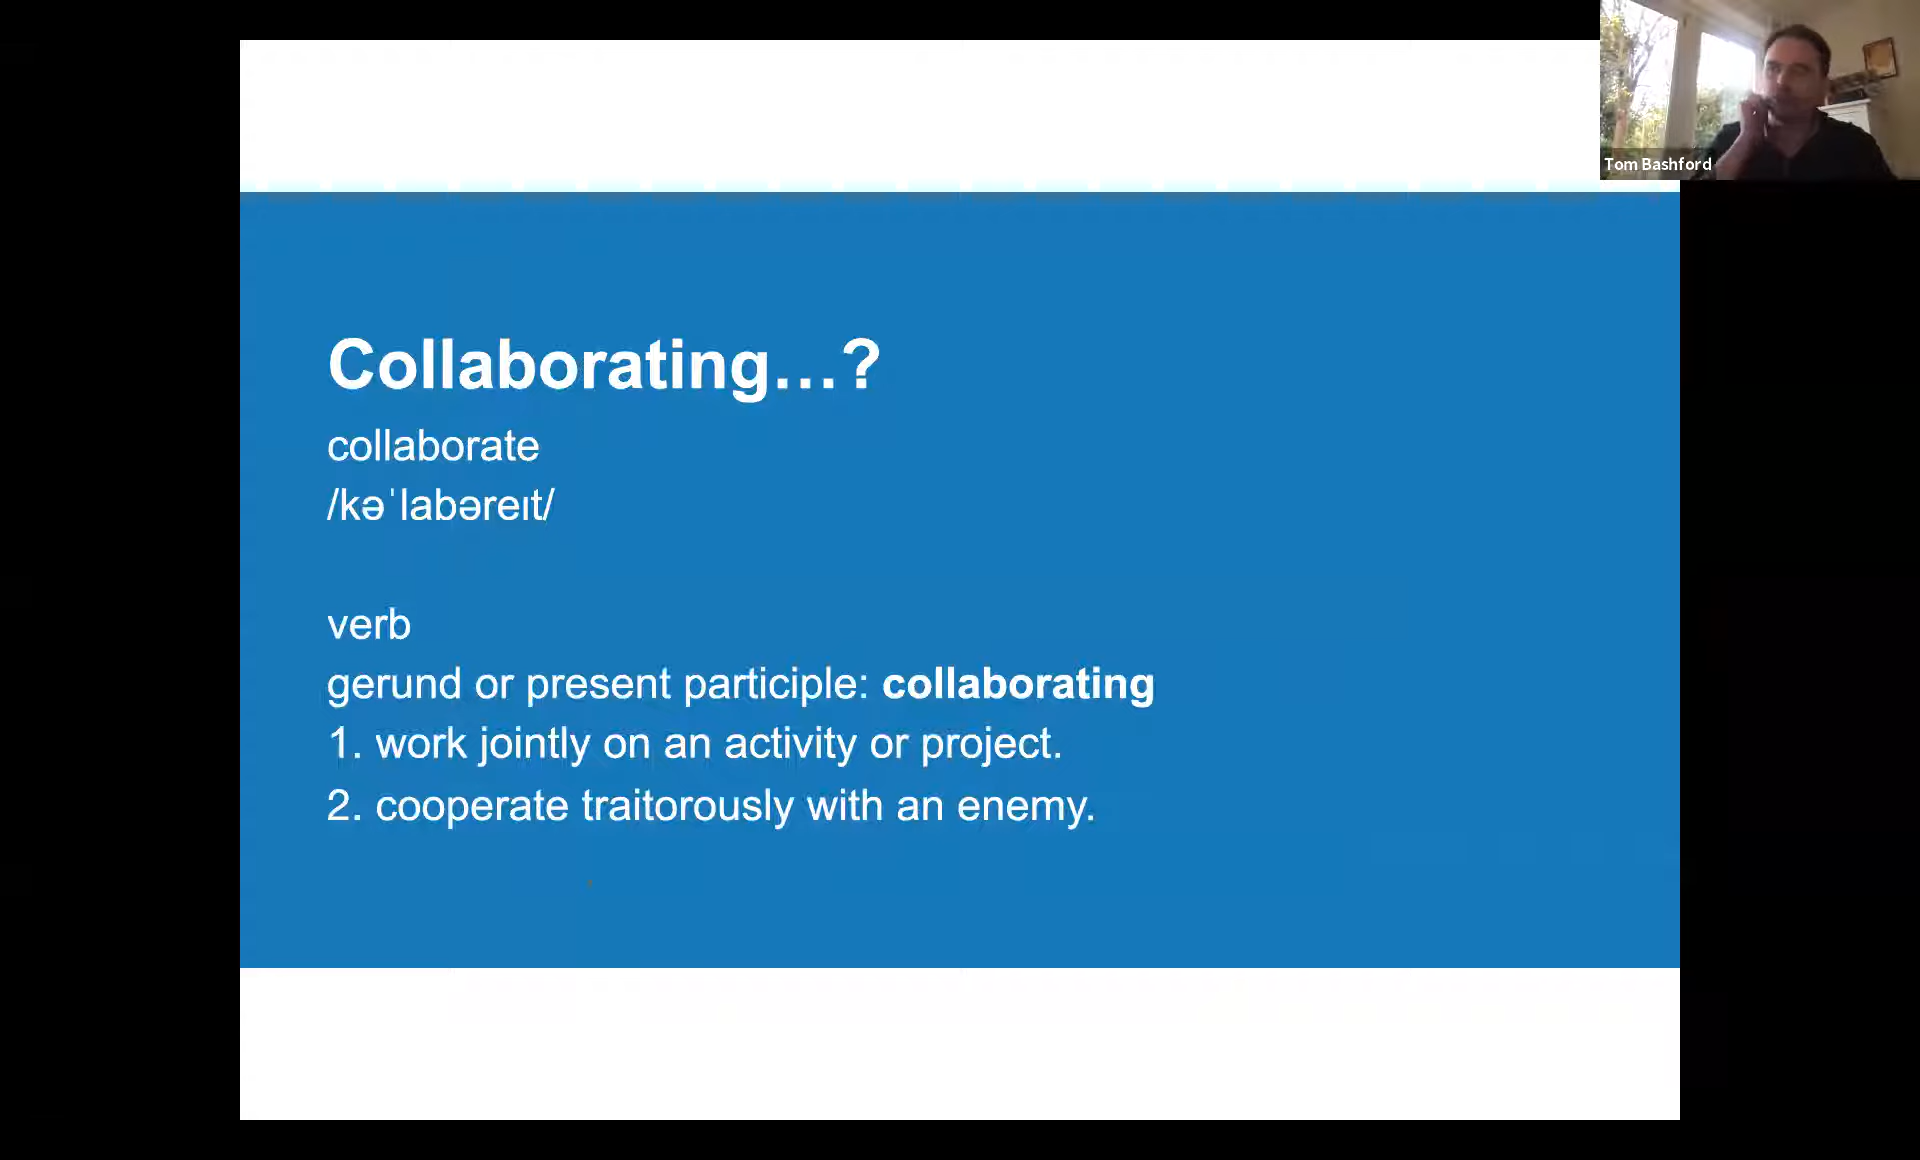 Tom Bashford
Collaborating…?
collaborate
/kəˈlabəreɪt/
verb
gerund or present participle: collaborating
1. work jointly on an activity or project.
2. cooperate traitorously with an enemy.